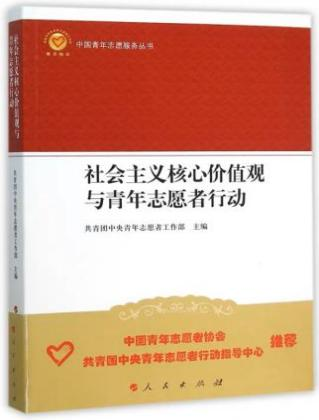 中国青年志愿服务丛书
社会主义核心价值观
与青年志愿者行动
共青团中央青年志愿者工作部 主编
中国青年志愿者协会
共青团中央青年志愿者行动指导中心
推荐
人民出版社
社会主义核心价值观与
青年志愿者行动
共青团中央青年志愿者工作部 主编
人民出版社